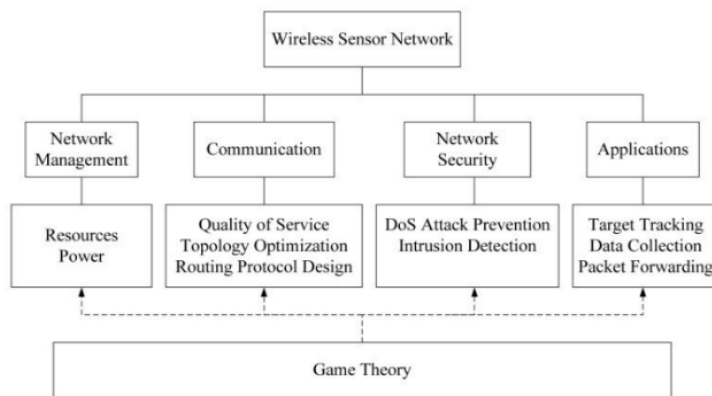 Wireless Sensor Network
Network
Management
Communication
Network
Security
Applications
Resources
Power
Quality of Service
Topology Optimization
Routing Protocol Design
DoS Attack Prevention
Intrusion Detection
Target Tracking
Data Collection
Packet Forwarding
Game Theory